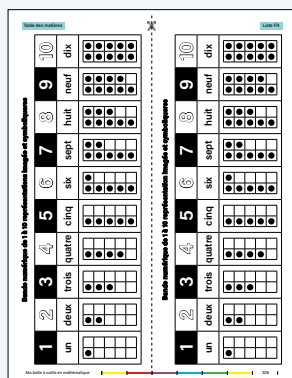 Table des matières
Liste FR
Bande numérique de 1 à 10 représentations imagée et symboliques
1 2 3 4 5 6 7 8 9 10
un deux trois quatre cinq six sept huit neuf dix
Bande numérique de 1 à 10 représentations imagée et symboliques
1 2 3 4 5 6 7 8 9 10
un deux trois quatre cinq six sept huit neuf dix
Ma boîte à outils en mathématique